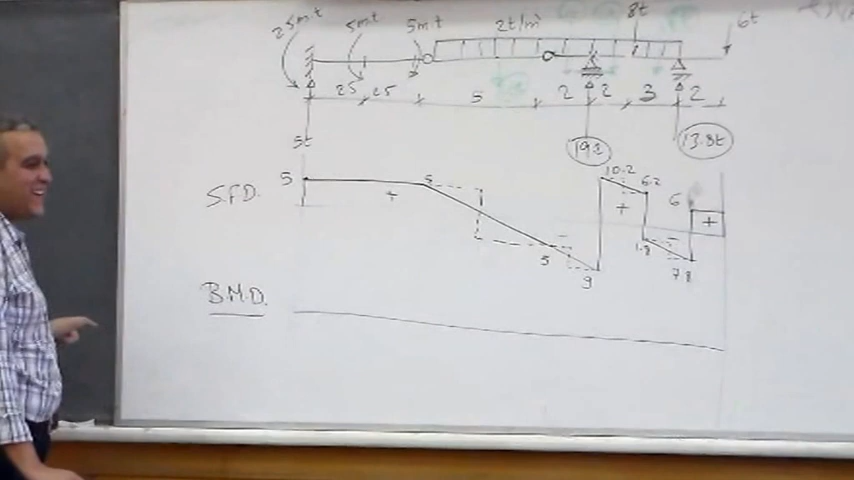 25m.t 5m.t 5m.t 2t/m' 8t 6t
25 25 5 2 2 3 2
5t 19.2 13.8t
S.F.D. 5 + 5 5 9 10.2 6.2 + 1.8 7.8 6 +
B.M.D.